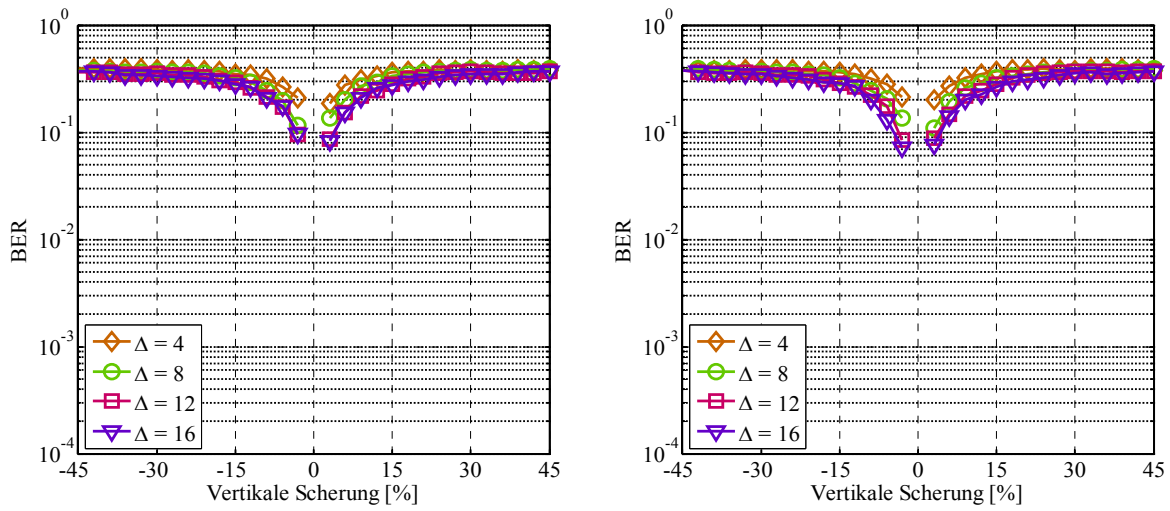 BER
10^0
10^-1
10^-2
10^-3
10^-4
Δ = 4
Δ = 8
Δ = 12
Δ = 16
-45 -30 -15 0 15 30 45
Vertikale Scherung [%]
BER
10^0
10^-1
10^-2
10^-3
10^-4
Δ = 4
Δ = 8
Δ = 12
Δ = 16
-45 -30 -15 0 15 30 45
Vertikale Scherung [%]